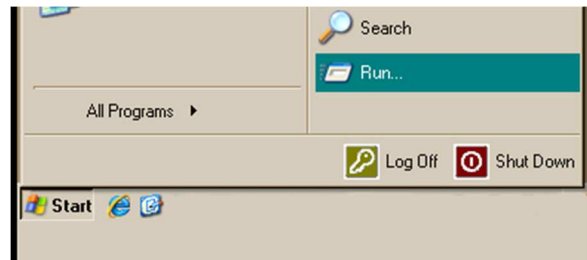 Search
Run...
All Programs
Log Off Shut Down
Start